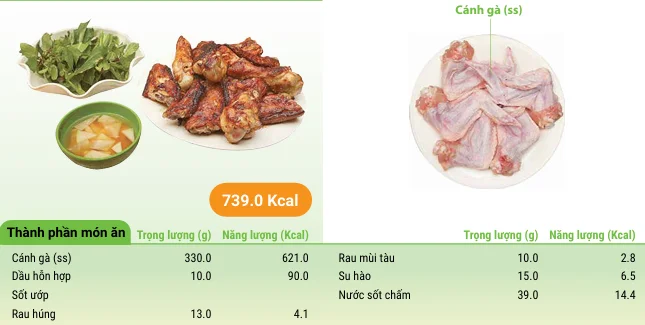 Cánh gà (ss)
739.0 Kcal
Thành phần món ăn Trọng lượng (g) Năng lượng (Kcal)
Cánh gà (ss) 330.0 621.0
Dầu hỗn hợp 10.0 90.0
Sốt ướp
Rau húng 13.0 4.1
Trọng lượng (g) Năng lượng (Kcal)
Rau mùi tàu 10.0 2.8
Su hào 15.0 6.5
Nước sốt chấm 39.0 14.4